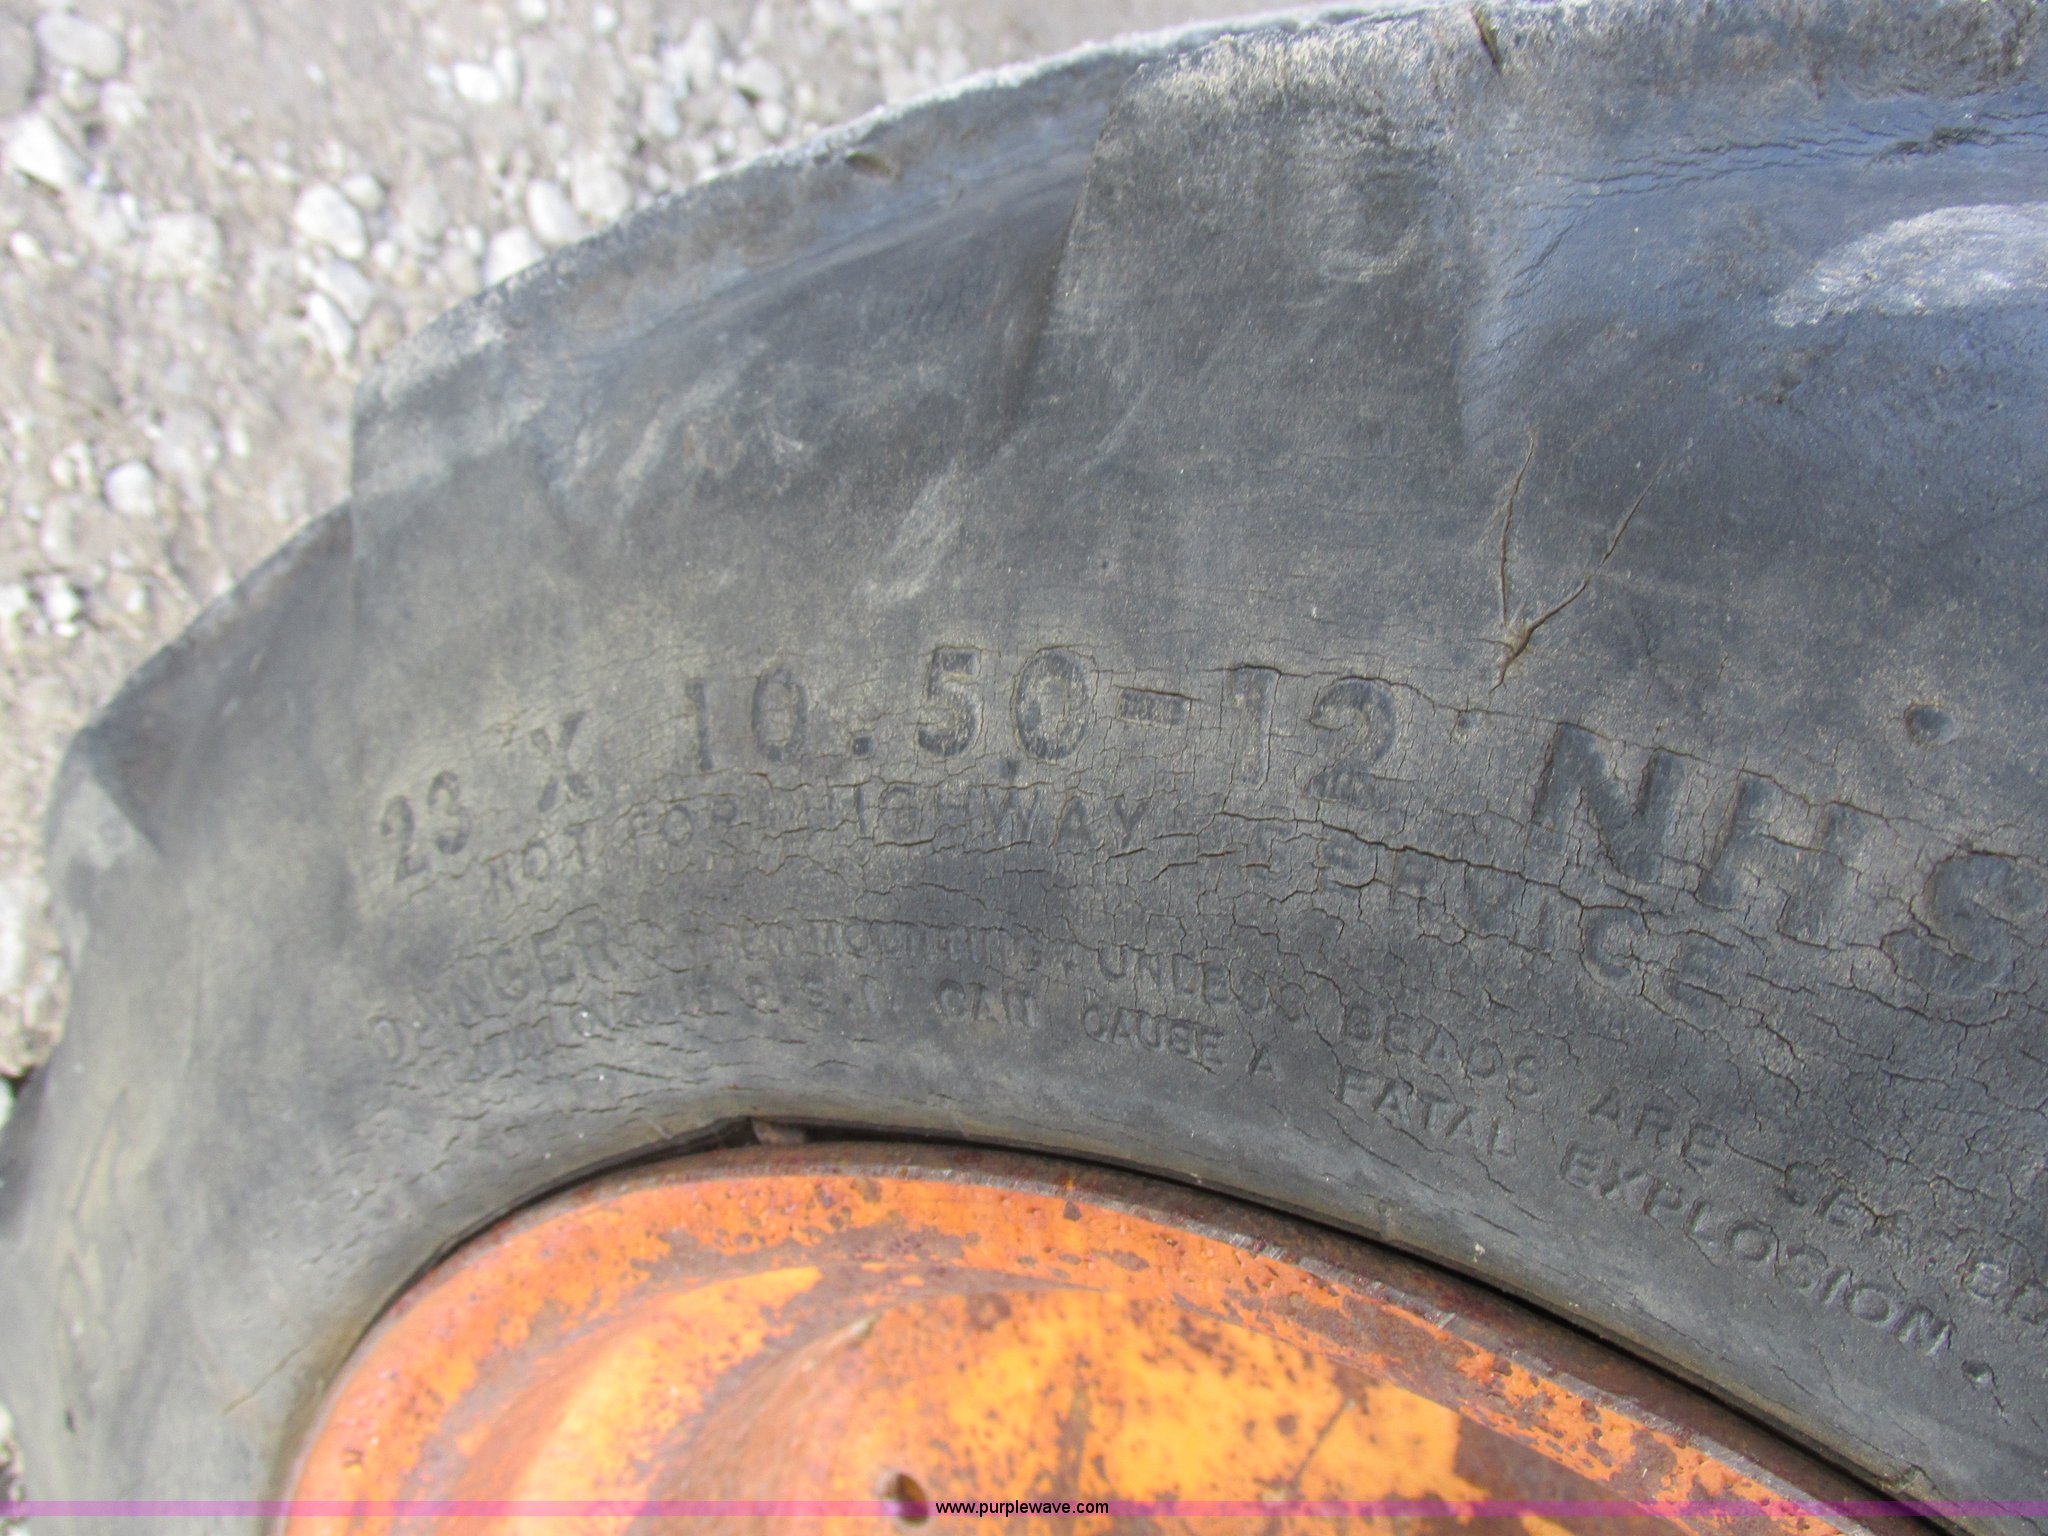 23 X 10.50-12 NHS
NOT FOR HIGHWAY SERVICE
DANGER UNLESS BEADS ARE
P.S.I. CAN CAUSE A FATAL EXPLOSION.
www.purplewave.com